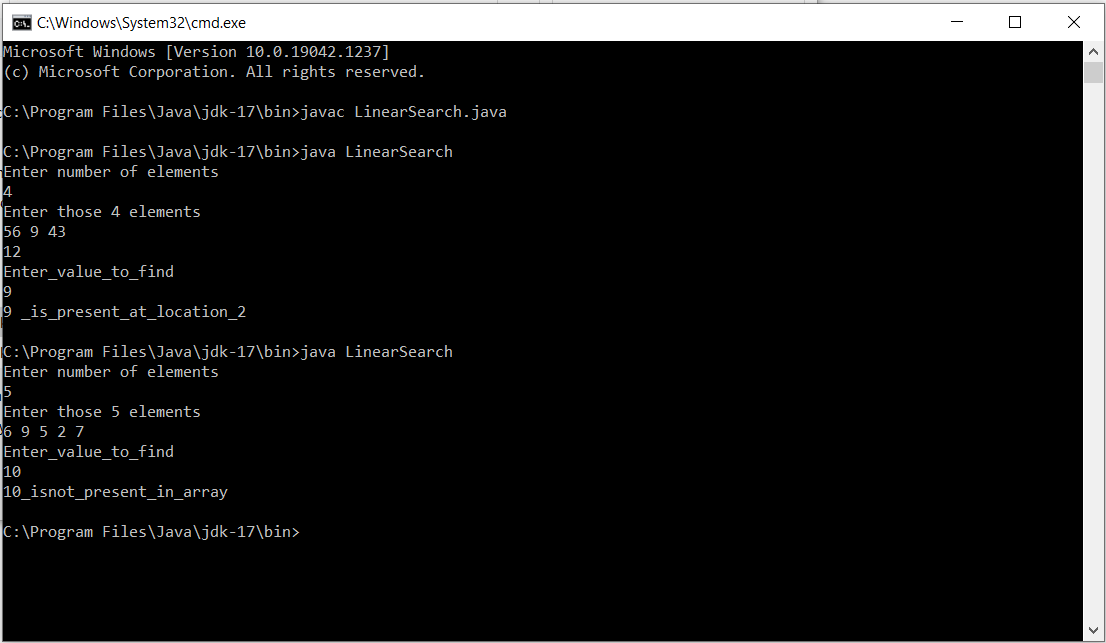 C:\Windows\System32\cmd.exe
Microsoft Windows [Version 10.0.19042.1237]
(c) Microsoft Corporation. All rights reserved.
C:\Program Files\Java\jdk-17\bin>javac LinearSearch.java
C:\Program Files\Java\jdk-17\bin>java LinearSearch
Enter number of elements
4
Enter those 4 elements
56 9 43
12
Enter_value_to_find
9
9 _is_present_at_location_2
C:\Program Files\Java\jdk-17\bin>java LinearSearch
Enter number of elements
5
Enter those 5 elements
6 9 5 2 7
Enter_value_to_find
10
10_isnot_present_in_array
C:\Program Files\Java\jdk-17\bin>